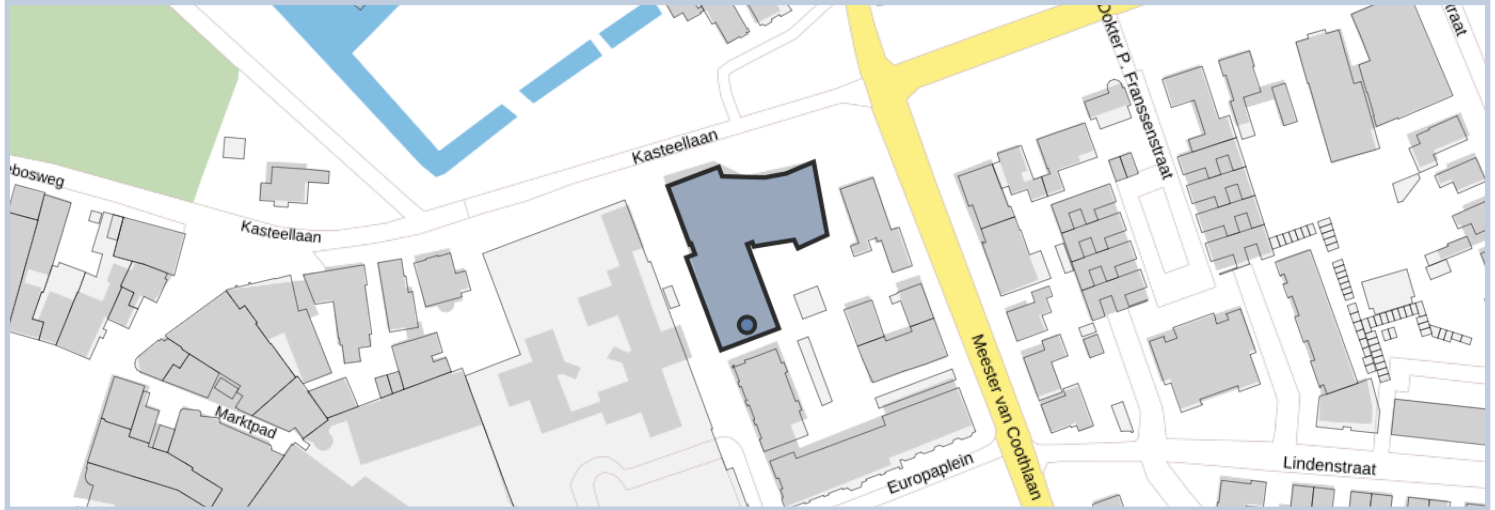 raat
Dokter P. Franssenstraat
Kasteellaan
ebosweg
Kasteellaan
Marktpad
Meester van Coothlaan
Europaplein
Lindenstraat